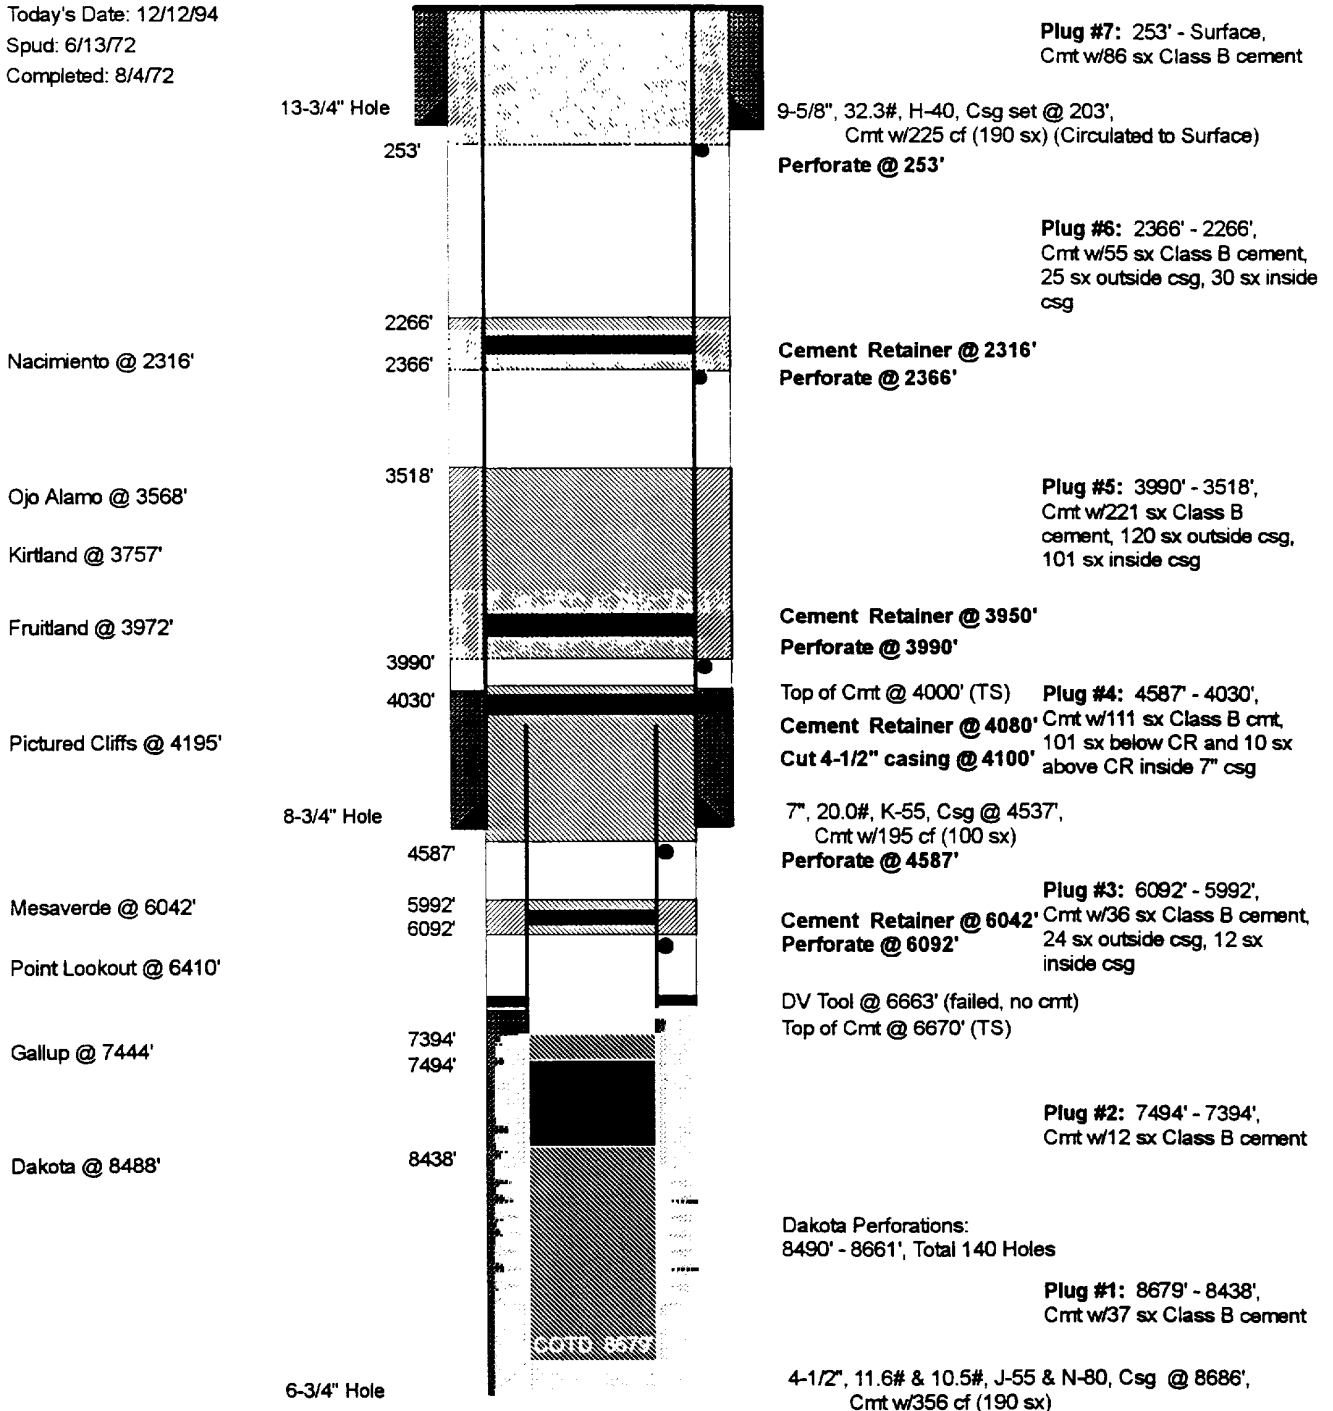 Today's Date: 12/12/94
Spud: 6/13/72
Completed: 8/4/72
Plug #7: 253' - Surface,
Cmt w/86 sx Class B cement
13-3/4" Hole
9-5/8", 32.3#, H-40, Csg set @ 203',
Cmt w/225 cf (190 sx) (Circulated to Surface)
253'
Perforate @ 253'
Plug #6: 2366' - 2266',
Cmt w/55 sx Class B cement,
25 sx outside csg, 30 sx inside
csg
2266'
Nacimiento @ 2316'
2366'
Cement Retainer @ 2316'
Perforate @ 2366'
3518'
Ojo Alamo @ 3568'
Kirtland @ 3757'
Plug #5: 3990' - 3518',
Cmt w/221 sx Class B
cement, 120 sx outside csg,
101 sx inside csg
Fruitland @ 3972'
Cement Retainer @ 3950'
Perforate @ 3990'
3990'
4030'
Top of Cmt @ 4000' (TS)
Cement Retainer @ 4080'
Cut 4-1/2" casing @ 4100'
Plug #4: 4587' - 4030',
Cmt w/111 sx Class B cmt,
101 sx below CR and 10 sx
above CR inside 7" csg
Pictured Cliffs @ 4195'
8-3/4" Hole
7", 20.0#, K-55, Csg @ 4537',
Cmt w/195 cf (100 sx)
4587'
Perforate @ 4587'
Mesaverde @ 6042'
5992'
6092'
Cement Retainer @ 6042'
Perforate @ 6092'
Plug #3: 6092' - 5992',
Cmt w/36 sx Class B cement,
24 sx outside csg, 12 sx
inside csg
Point Lookout @ 6410'
DV Tool @ 6663' (failed, no cmt)
Top of Cmt @ 6670' (TS)
Gallup @ 7444'
7394'
7494'
Plug #2: 7494' - 7394',
Cmt w/12 sx Class B cement
Dakota @ 8488'
8438'
Dakota Perforations:
8490' - 8661', Total 140 Holes
Plug #1: 8679' - 8438',
Cmt w/37 sx Class B cement
COTD 8679'
6-3/4" Hole
4-1/2", 11.6# & 10.5#, J-55 & N-80, Csg @ 8686',
Cmt w/356 cf (190 sx)